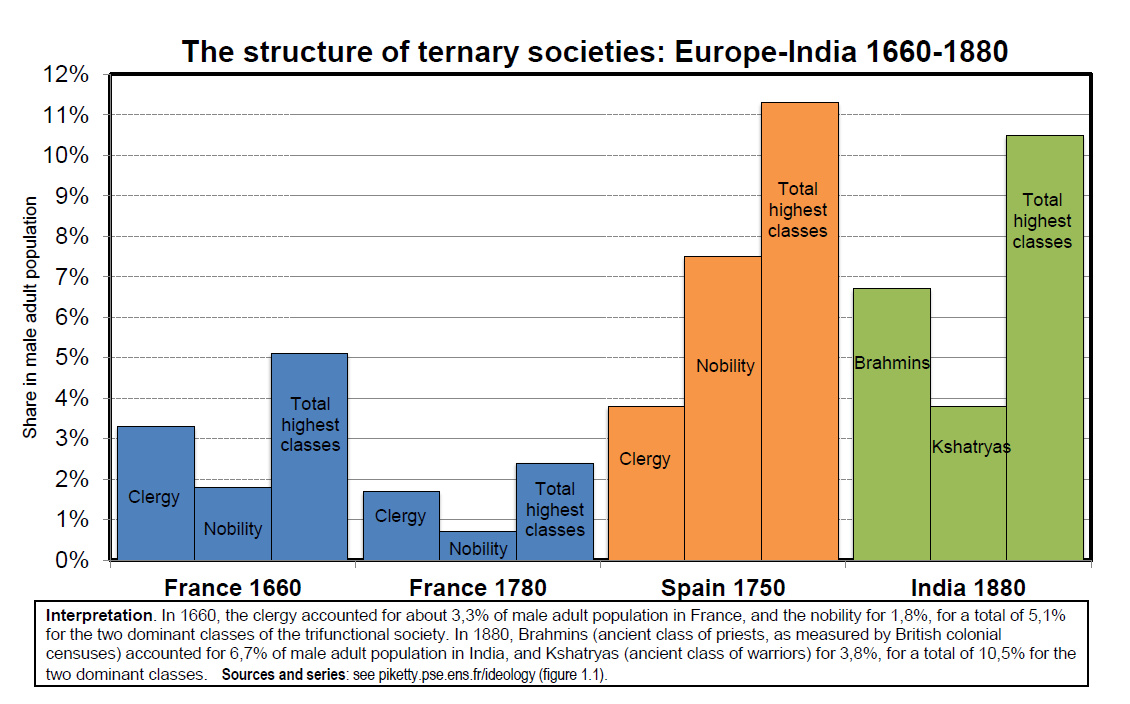 The structure of ternary societies: Europe-India 1660-1880
12%
11%
10%
9%
8%
7%
6%
5%
4%
3%
2%
1%
0%
Share in male adult population
Clergy
Nobility
Total
highest
classes
Clergy
Nobility
Total
highest
classes
Clergy
Nobility
Total
highest
classes
Brahmins
Kshatryas
Total
highest
classes
France 1660
France 1780
Spain 1750
India 1880
Interpretation. In 1660, the clergy accounted for about 3,3% of male adult population in France, and the nobility for 1,8%, for a total of 5,1%
for the two dominant classes of the trifunctional society. In 1880, Brahmins (ancient class of priests, as measured by British colonial
censuses) accounted for 6,7% of male adult population in India, and Kshatryas (ancient class of warriors) for 3,8%, for a total of 10,5% for the
two dominant classes. Sources and series: see piketty.pse.ens.fr/ideology (figure 1.1).